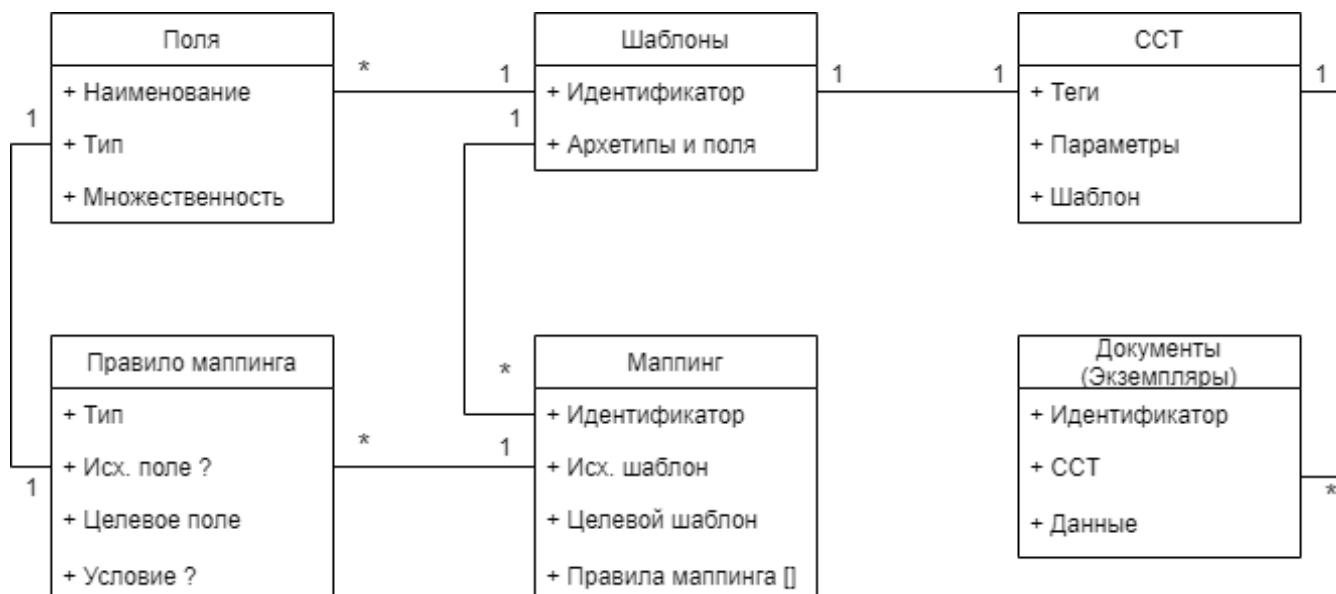 Поля
+ Наименование
+ Тип
+ Множественность
* 1
1
Шаблоны
+ Идентификатор
+ Архетипы и поля
1
1 1
ССТ
+ Теги
+ Параметры
+ Шаблон
1
Правило маппинга
+ Тип
+ Исх. поле ?
+ Целевое поле
+ Условие ?
1
* 1
*
Маппинг
+ Идентификатор
+ Исх. шаблон
+ Целевой шаблон
+ Правила маппинга []
Документы
(Экземпляры)
+ Идентификатор
+ ССТ
+ Данные
*